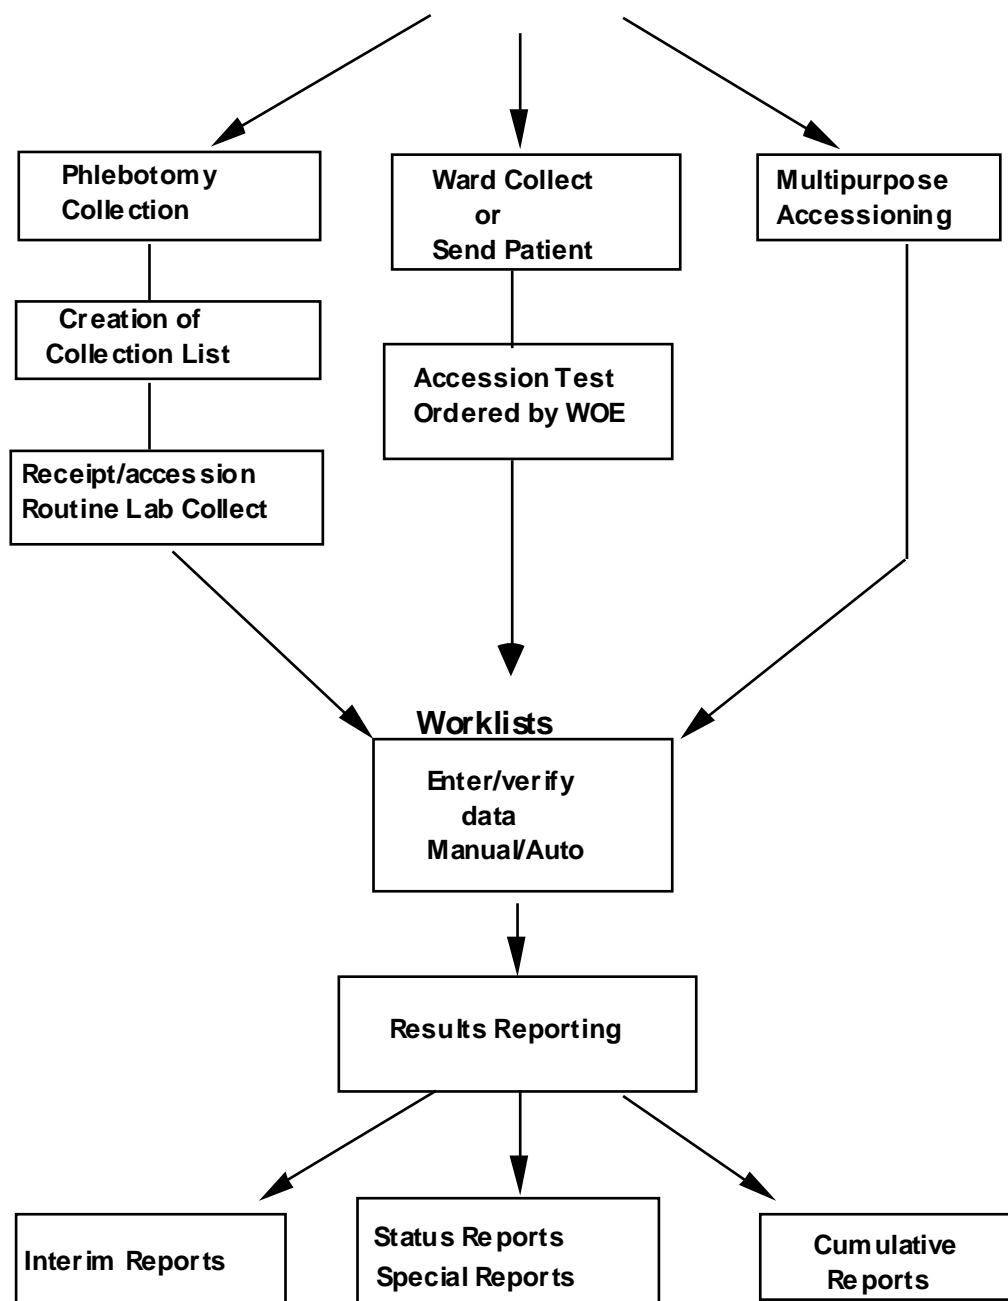 Phlebotomy
Collection
Ward Collect
or
Send Patient
Multipurpose
Accessioning
Creation of
Collection List
Accession Test
Ordered by WOE
Receipt/accession
Routine Lab Collect
Worklists
Enter/verify
data
Manual/Auto
Results Reporting
Interim Reports
Status Reports
Special Reports
Cumulative
Reports